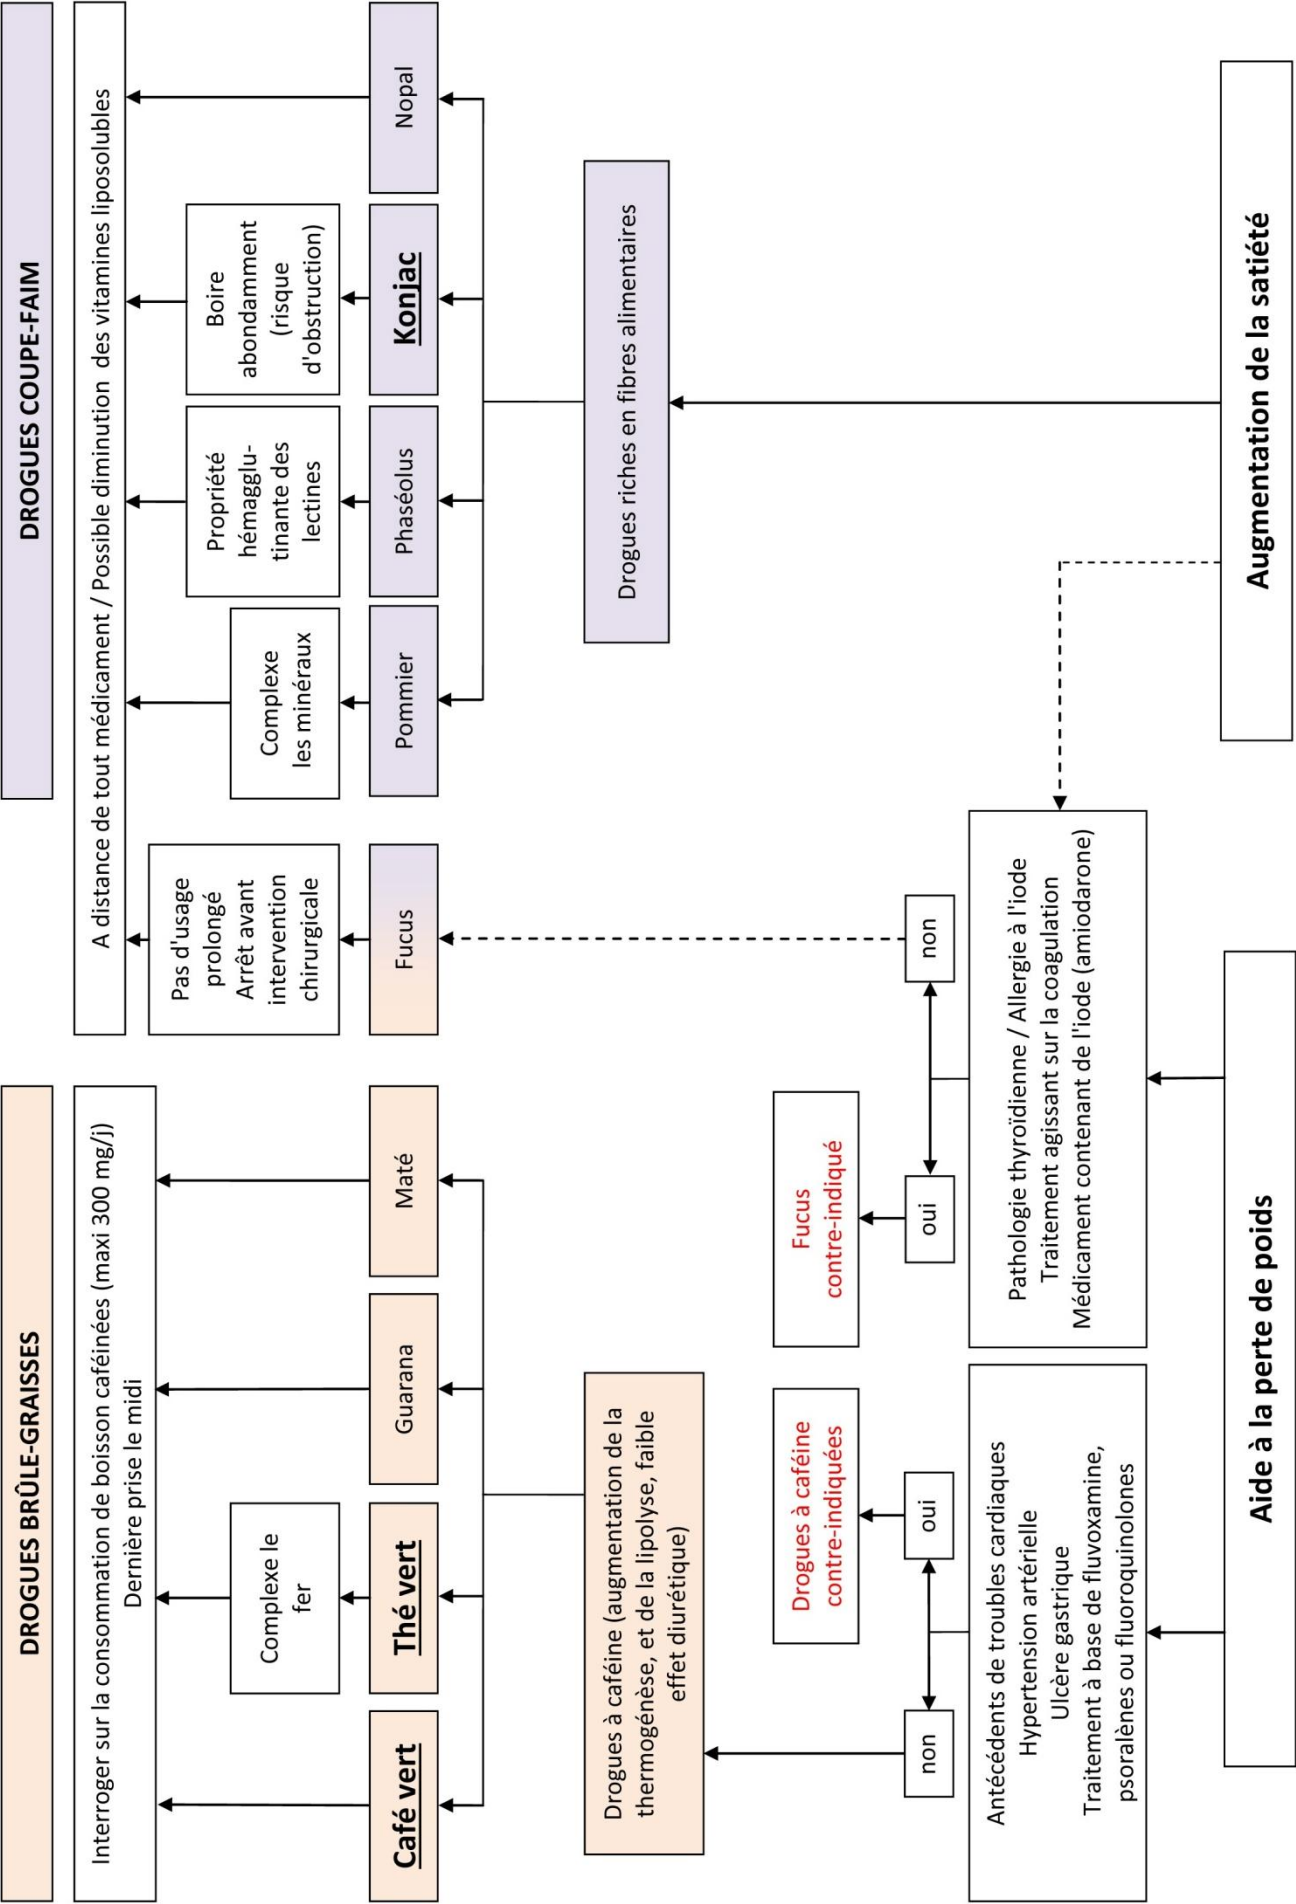 Aide à la perte de poids
Augmentation de la satiété
Antécédents de troubles cardiaques
Hypertension artérielle
Ulcère gastrique
Traitement à base de fluvoxamine,
psoralènes ou fluoroquinolones
Pathologie thyroïdienne / Allergie à l'iode
Traitement agissant sur la coagulation
Médicament contenant de l'iode (amiodarone)
non
oui
oui
non
Drogues à caféine
contre-indiquées
Fucus
contre-indiqué
Drogues à caféine (augmentation de la
thermogénèse, et de la lipolyse, faible
effet diurétique)
Drogues riches en fibres alimentaires
Café vert
Thé vert
Guarana
Maté
Fucus
Pommier
Phaséolus
Konjac
Nopal
Complexe le
fer
Pas d'usage
prolongé
Arrêt avant
intervention
chirurgicale
Complexe
les minéraux
Propriété
hémagglu-
tinante des
lectines
Boire
abondamment
(risque
d'obstruction)
Interroger sur la consommation de boisson caféinées (maxi 300 mg/j)
Dernière prise le midi
A distance de tout médicament / Possible diminution des vitamines liposolubles
DROGUES BRÛLE-GRAISSES
DROGUES COUPE-FAIM